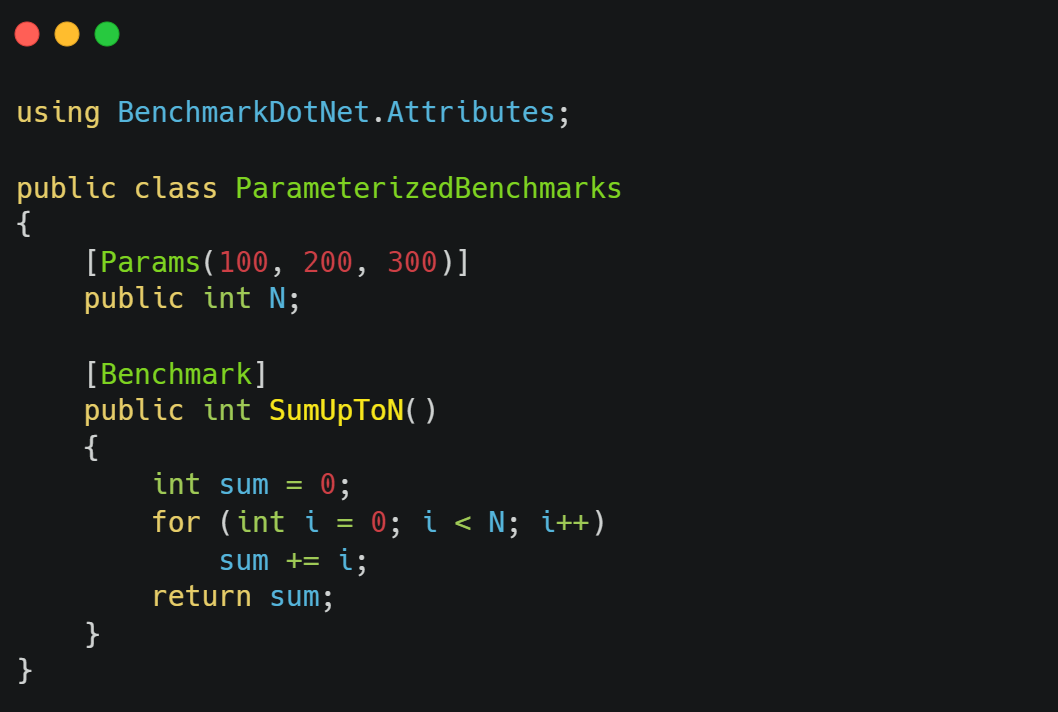 using BenchmarkDotNet.Attributes;

public class ParameterizedBenchmarks
{
    [Params(100, 200, 300)]
    public int N;

    [Benchmark]
    public int SumUpToN()
    {
        int sum = 0;
        for (int i = 0; i < N; i++)
            sum += i;
        return sum;
    }
}